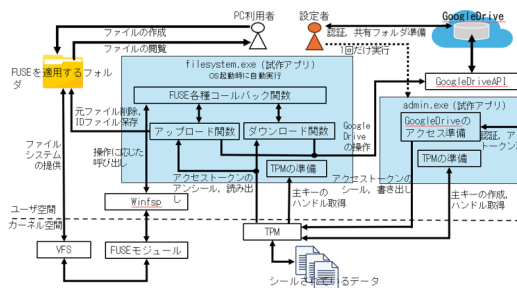 PC利用者
設定者
GoogleDrive
ファイルの作成
ファイルの閲覧
認証, 共有フォルダ準備
1回だけ実行
FUSEを適用するフォル
ダ
filesystem.exe (試作アプリ)
OS起動時に自動実行
FUSE各種コールバック関数
GoogleDriveAPI
admin.exe (試作アプリ)
GoogleDriveの
アクセス準備
元ファイル削除,
IDファイル保存
アップロード関数
ダウンロード関数
Google
Drive
の操作
認証, ア
トークン
ファイル
システム
の提供
操作に応じた
呼び出し
TPMの準備
TPMの準備
アクセストークンの
アンシール, 読み出
し
アクセストークンの
シール, 書き出し
主キーの
ハンドル取得
主キーの作成,
ハンドル取得
Winfsp
ユーザ空間
カーネル空間
VFS
FUSEモジュール
TPM
シールされているデータ